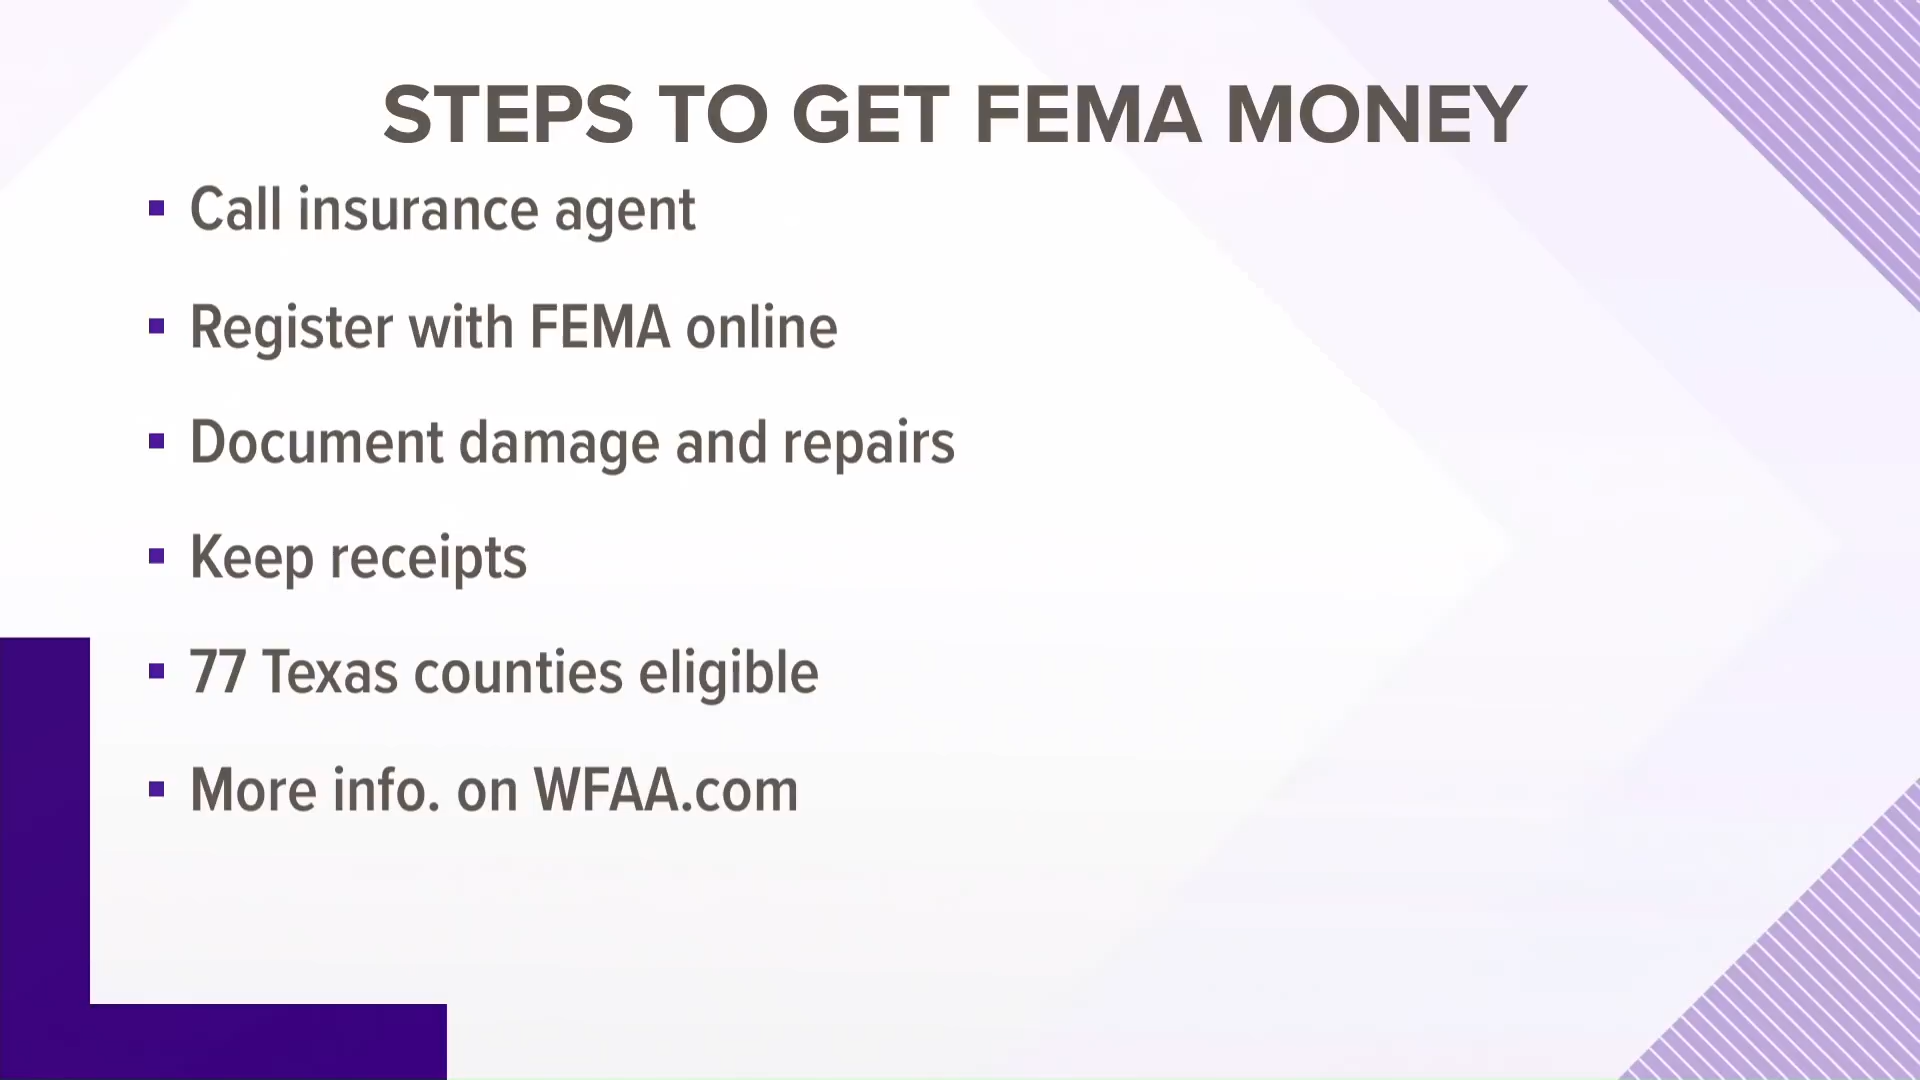 STEPS TO GET FEMA MONEY
Call insurance agent
Register with FEMA online
Document damage and repairs
Keep receipts
77 Texas counties eligible
More info. on WFAA.com